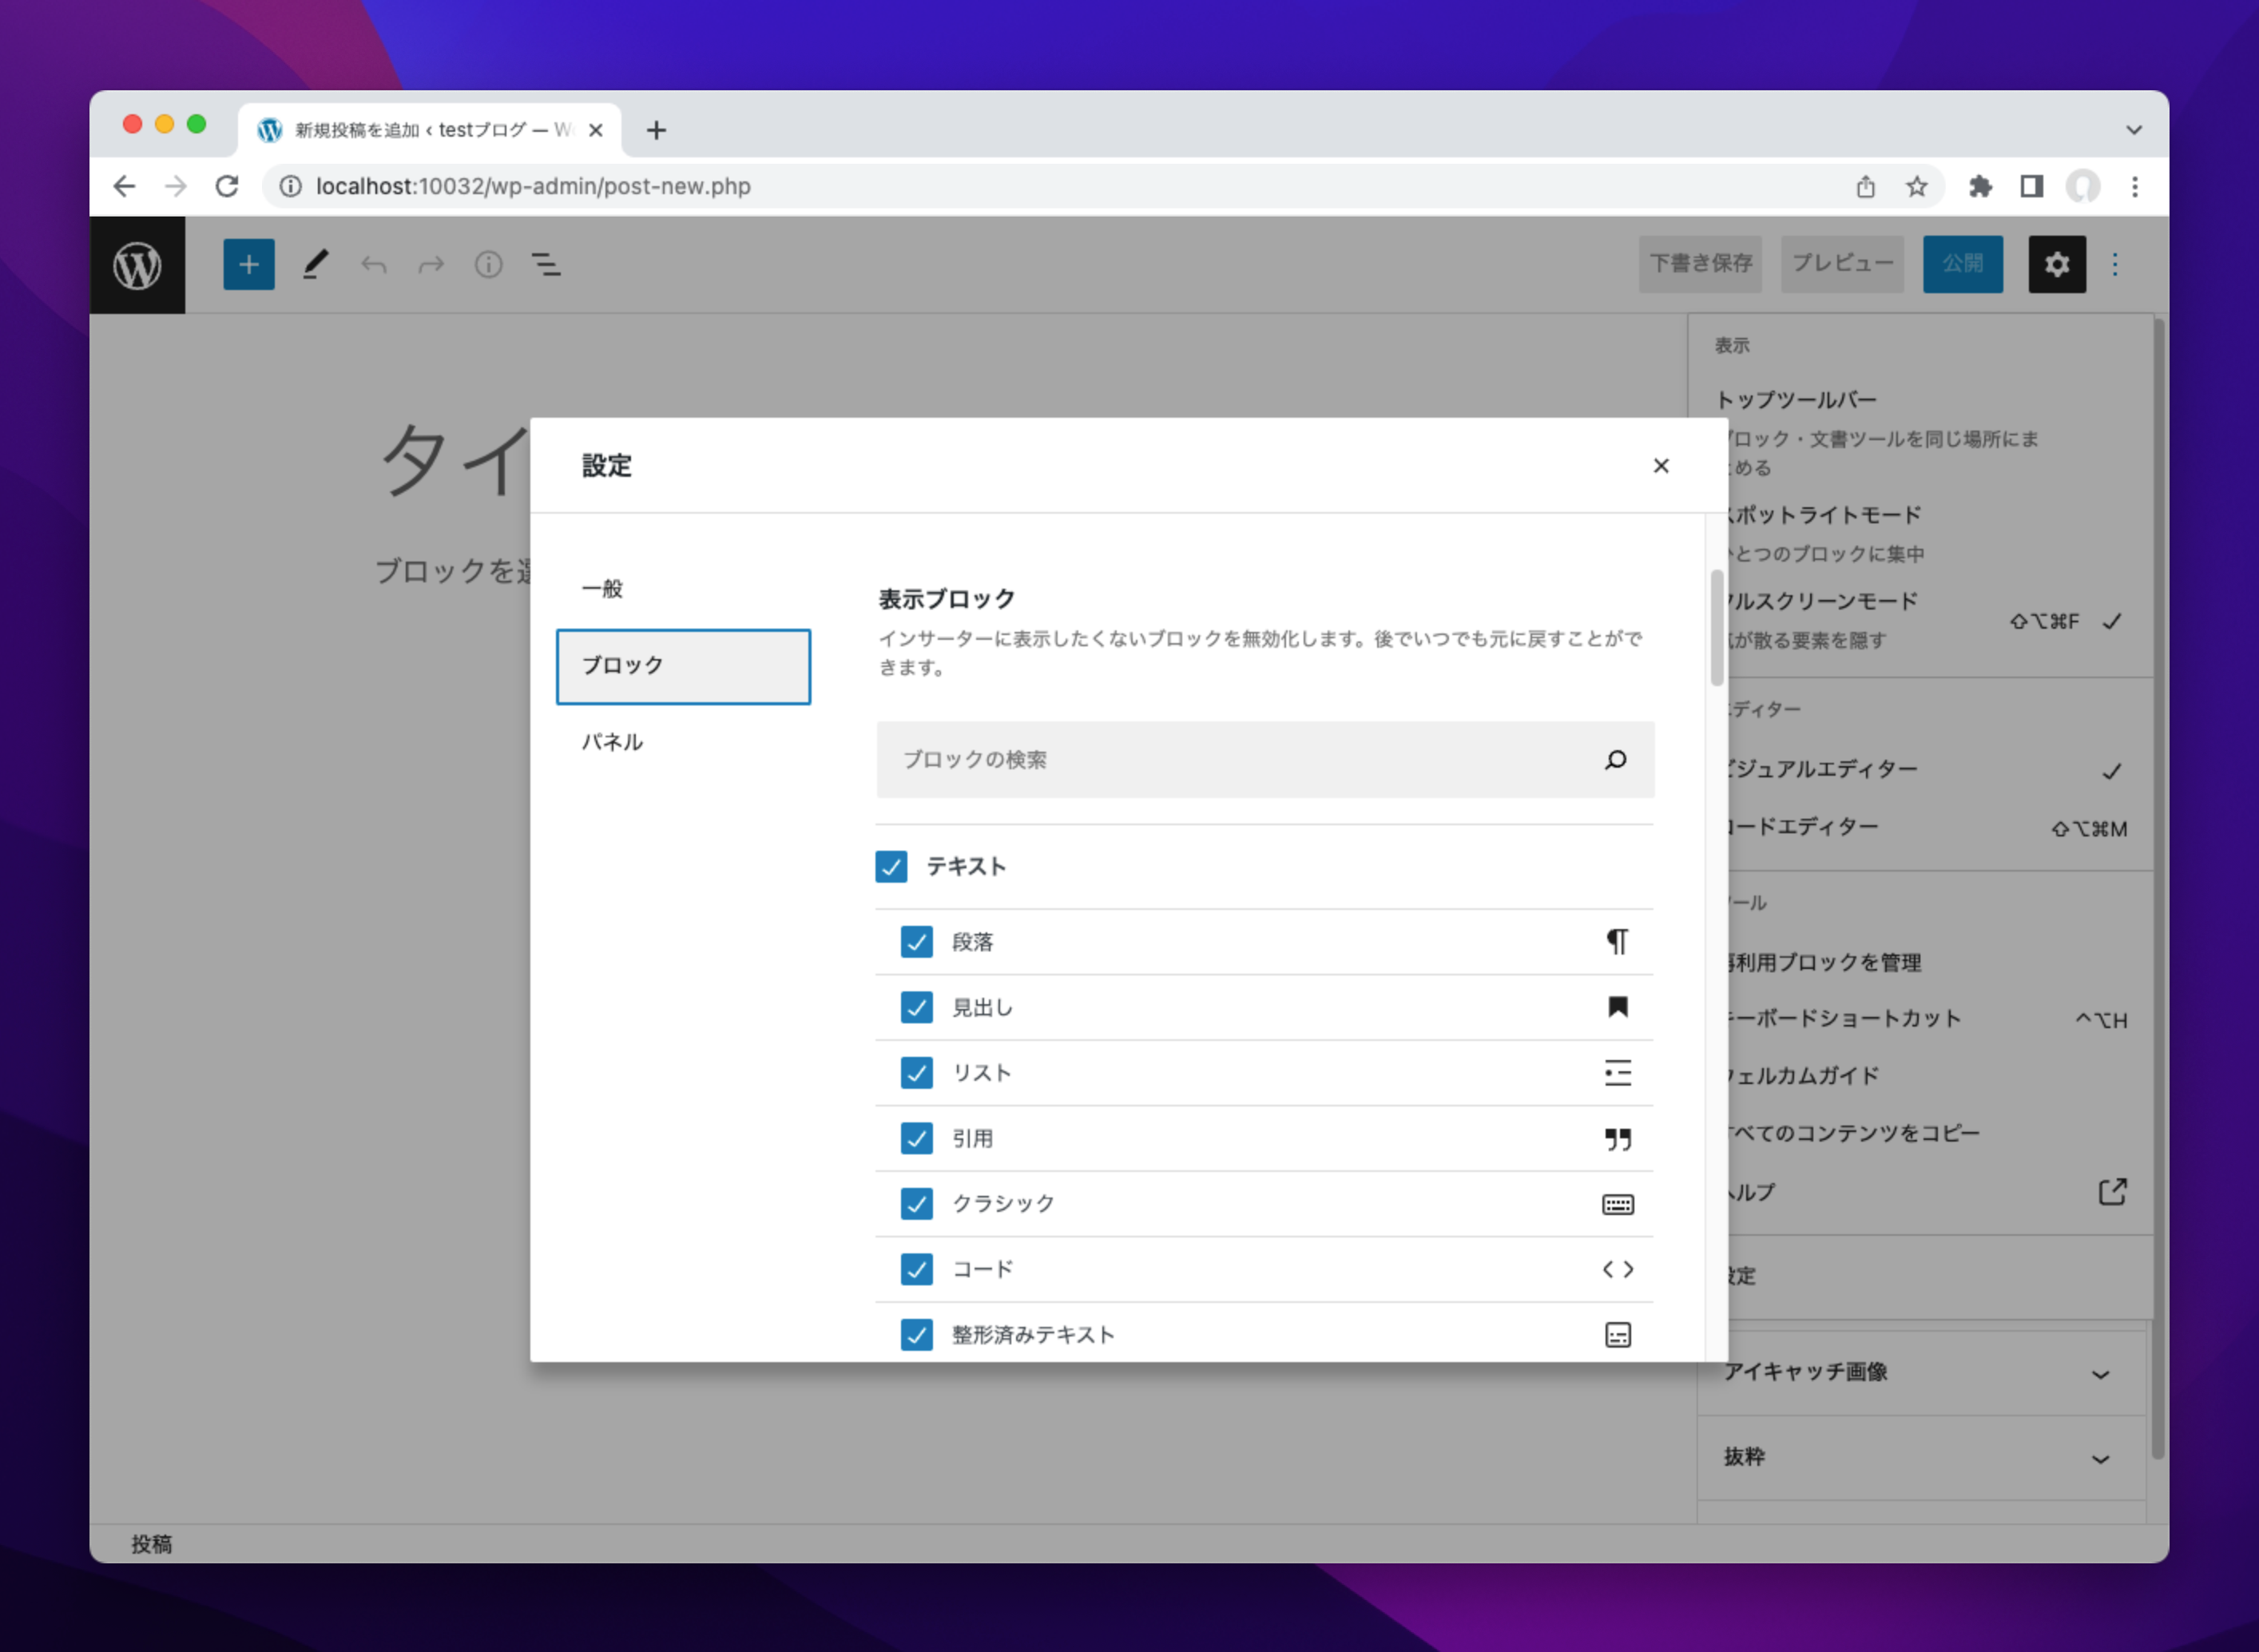 新規投稿を追加 ‹ testブログ — W
localhost:10032/wp-admin/post-new.php
下書き保存
プレビュー
公開
タイ
ブロックを
設定
一般
ブロック
パネル
表示ブロック
インサーターに表示したくないブロックを無効化します。後でいつでも元に戻すことがで
きます。
ブロックの検索
テキスト
段落
見出し
リスト
引用
クラシック
コード
整形済みテキスト
表示
トップツールバー
ブロック・文書ツールを同じ場所にま
とめる
スポットライトモード
ひとつのブロックに集中
フルスクリーンモード
⇧⌥⌘F
気が散る要素を隠す
エディター
ビジュアルエディター
コードエディター
⇧⌥⌘M
ツール
再利用ブロックを管理
キーボードショートカット
^⌥H
ウェルカムガイド
すべてのコンテンツをコピー
ヘルプ
設定
アイキャッチ画像
抜粋
投稿